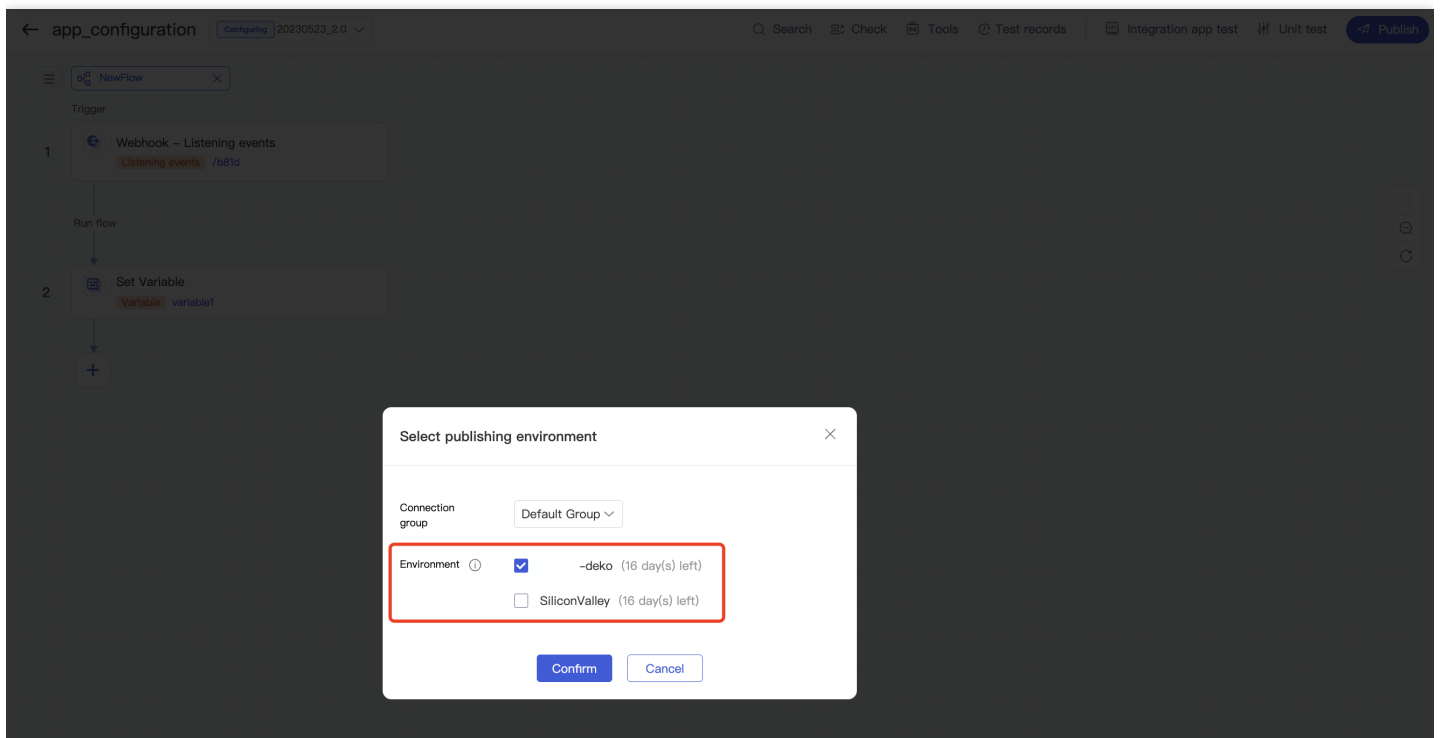 app_configuration Configuring 20230523_2.0 Search Check Tools Test records Integration app test Unit test Publish
NewFlow
Trigger
1 Webhook – Listening events
Listening events /b81d
Run flow
2 Set Variable
Variable variable1
Select publishing environment
Connection
group
Default Group
Environment –deko (16 day(s) left)
SiliconValley (16 day(s) left)
Confirm Cancel